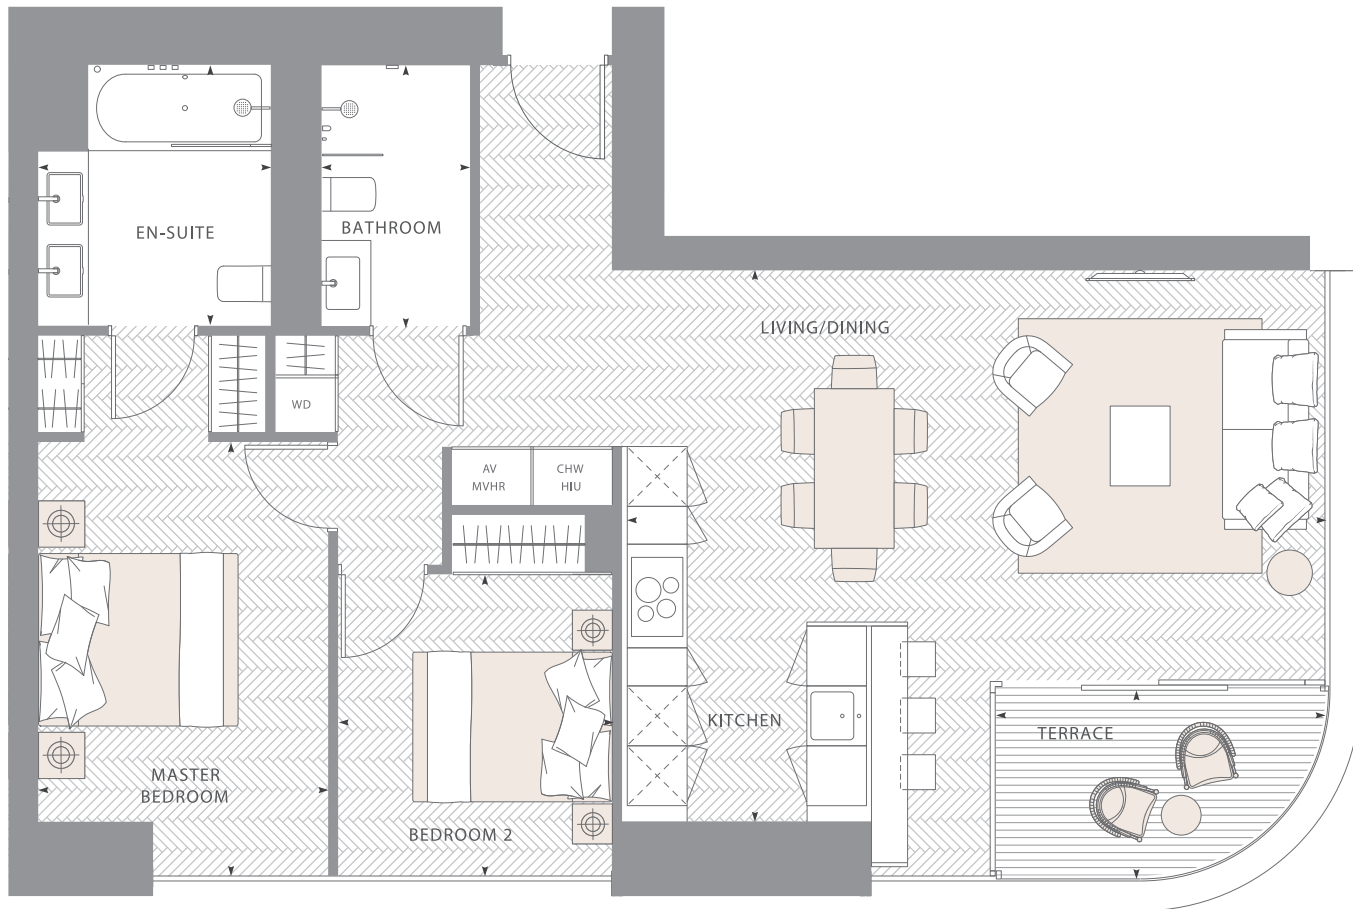 EN-SUITE
BATHROOM
LIVING/DINING
WD
AV
MVHR
CHW
HIU
KITCHEN
TERRACE
MASTER
BEDROOM
BEDROOM 2